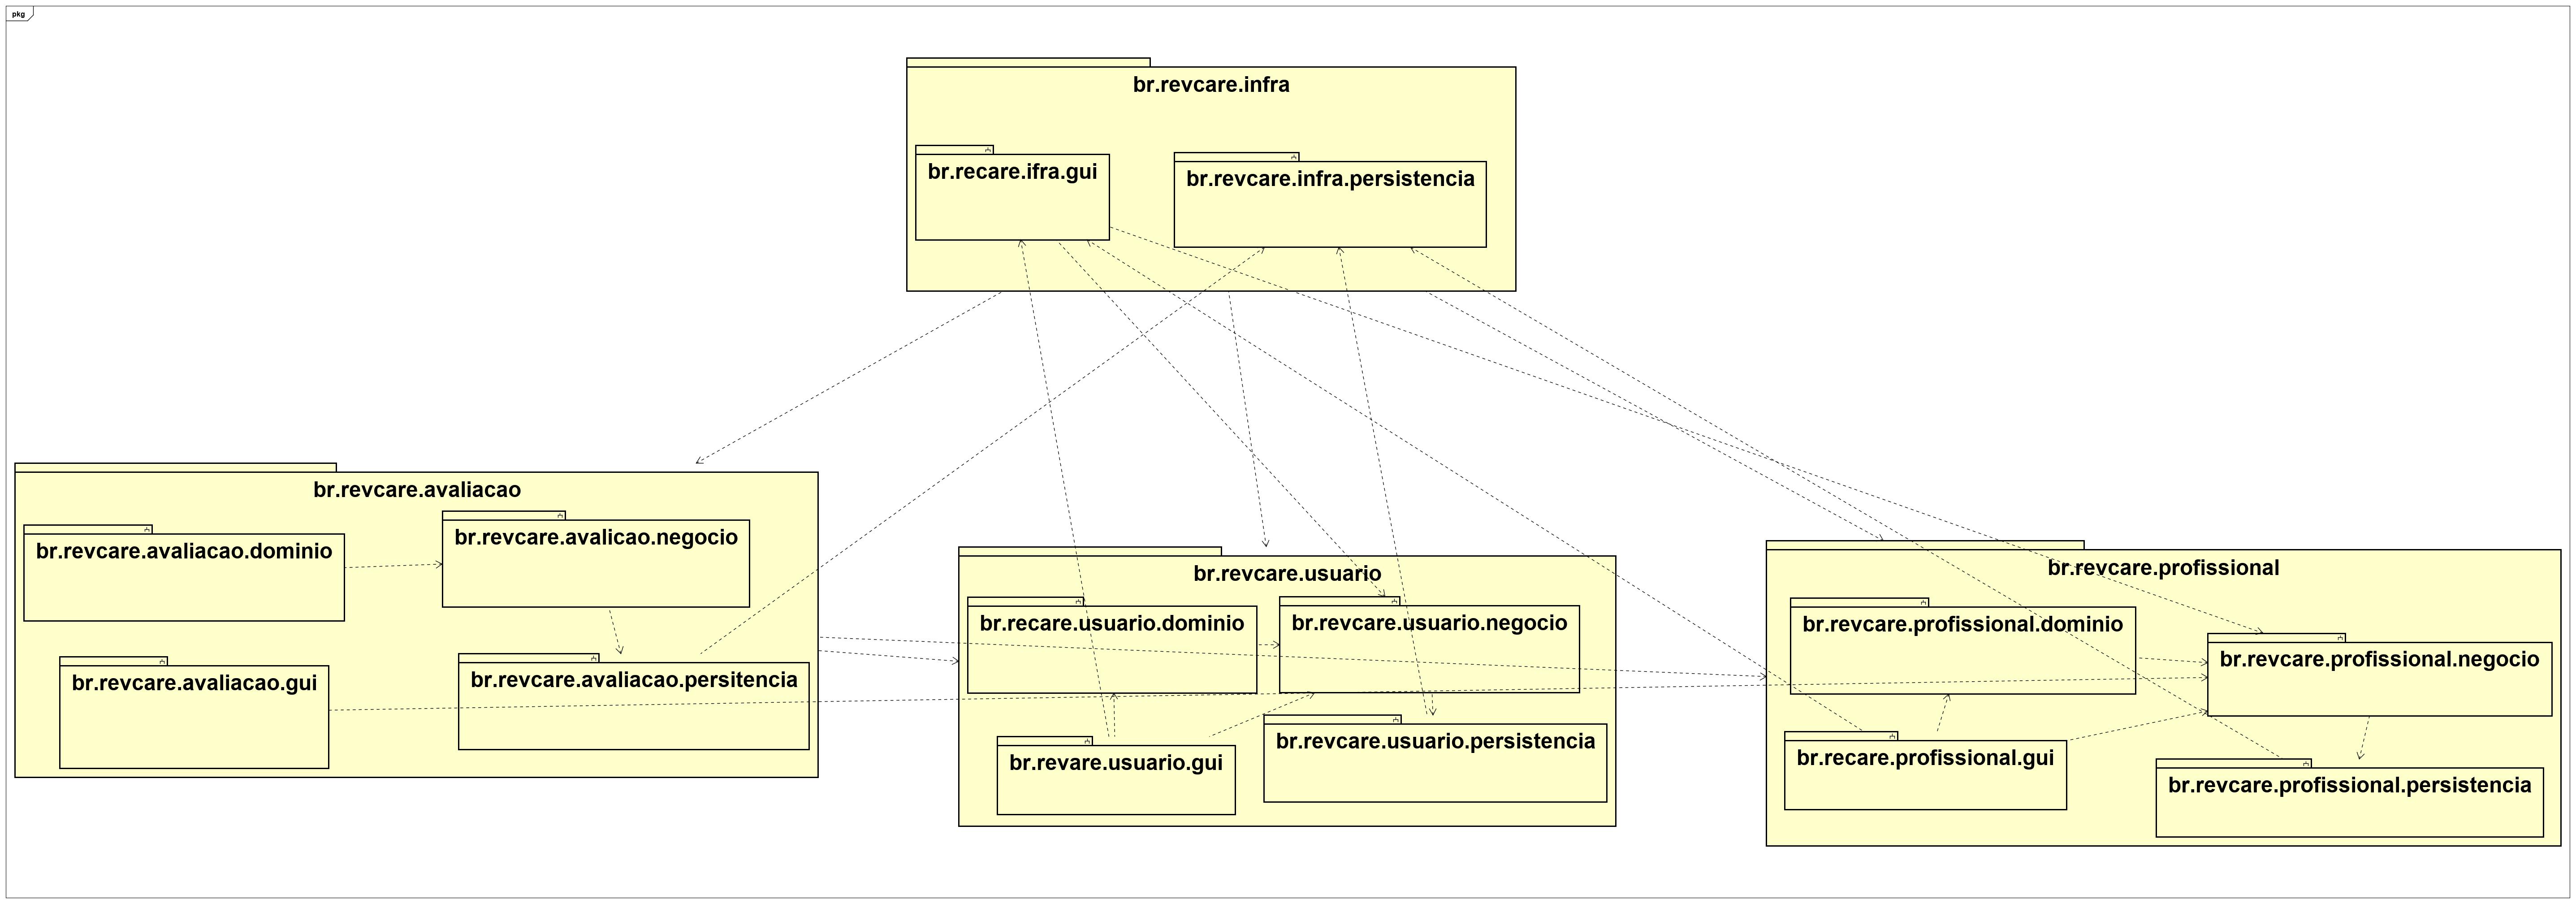 pkg
br.revcare.infra
br.recare.ifra.gui
br.revcare.infra.persistencia
br.revcare.avaliacao
br.revcare.avaliacao.dominio
br.revcare.avalicao.negocio
br.revcare.avaliacao.gui
br.revcare.avaliacao.persitencia
br.revcare.usuario
br.recare.usuario.dominio
br.revcare.usuario.negocio
br.revare.usuario.gui
br.revcare.usuario.persistencia
br.revcare.profissional
br.revcare.profissional.dominio
br.revcare.profissional.negocio
br.recare.profissional.gui
br.revcare.profissional.persistencia